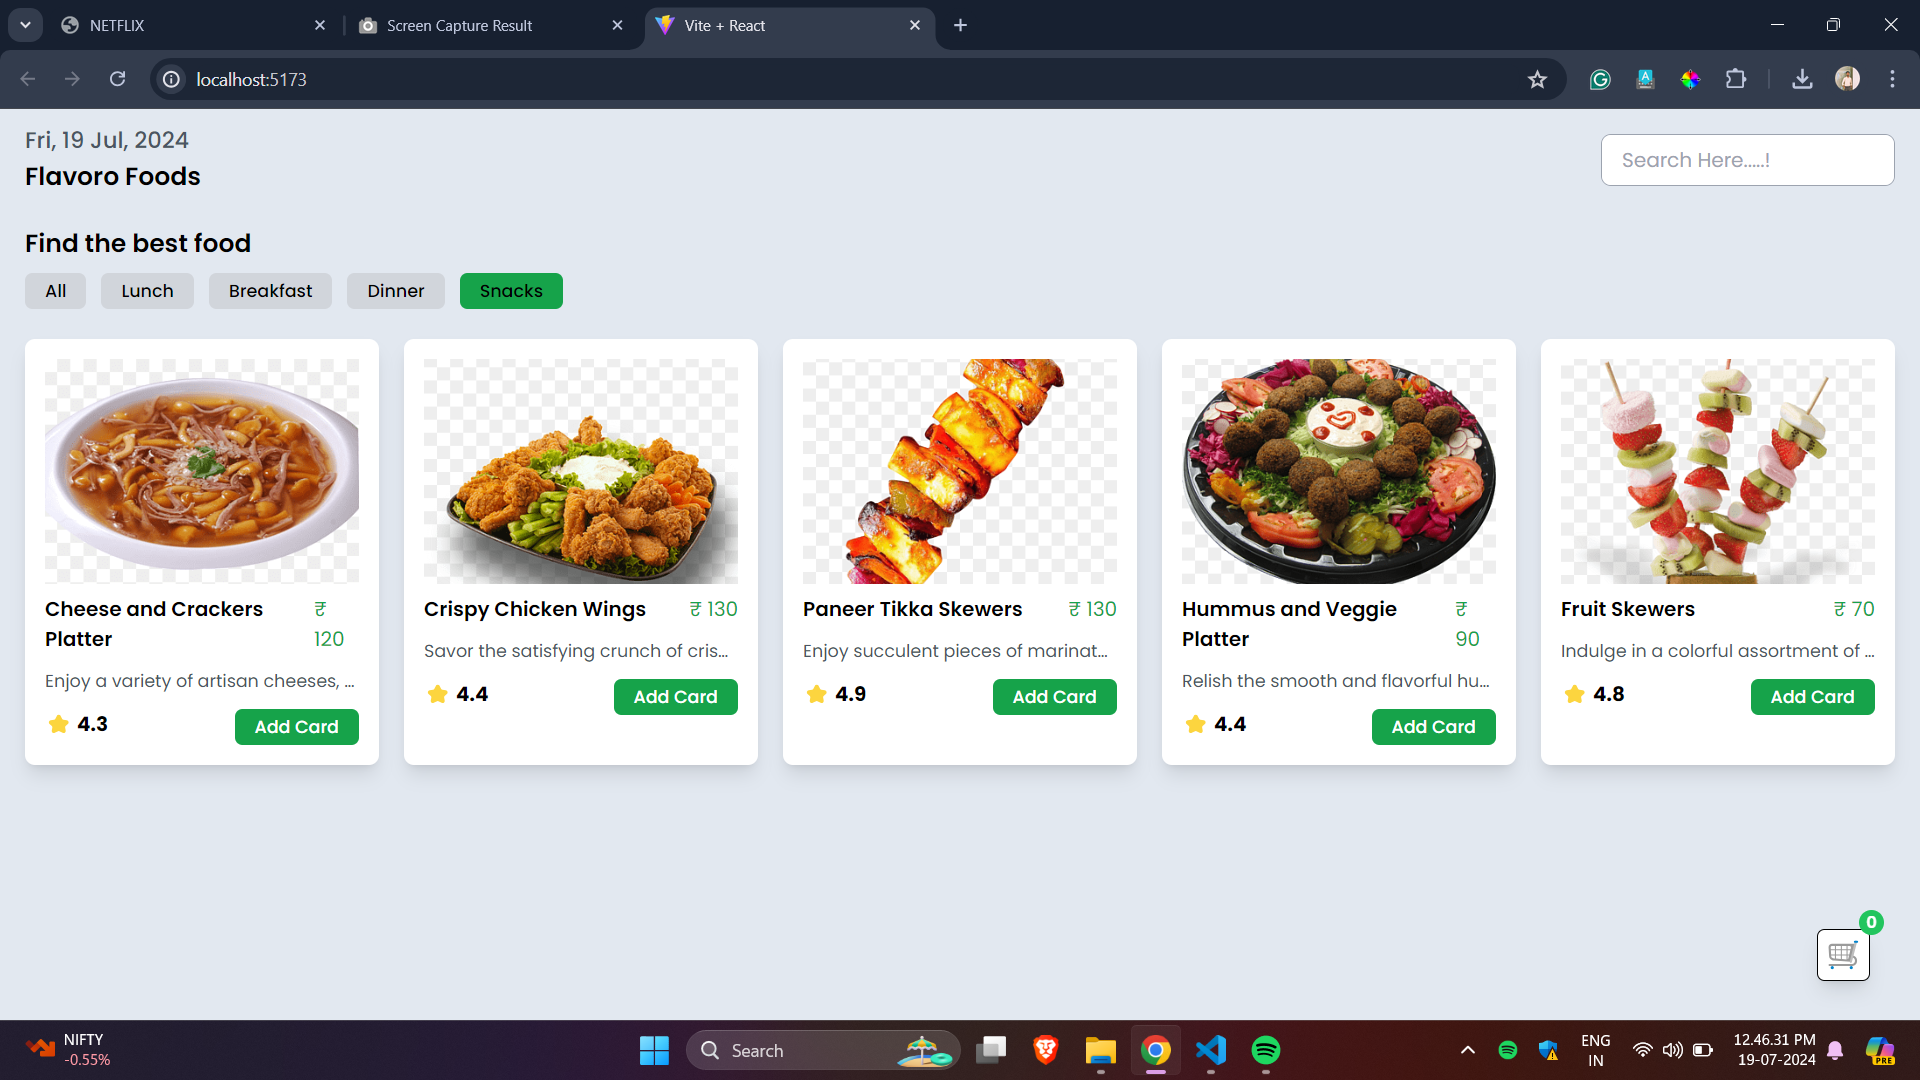 NETFLIX
Screen Capture Result
Vite + React
localhost:5173
Fri, 19 Jul, 2024
Flavoro Foods
Search Here.....!
Find the best food
All
Lunch
Breakfast
Dinner
Snacks
Cheese and Crackers
Platter
₹
120
Enjoy a variety of artisan cheeses, ...
4.3
Add Card
Crispy Chicken Wings
₹ 130
Savor the satisfying crunch of cris...
4.4
Add Card
Paneer Tikka Skewers
₹ 130
Enjoy succulent pieces of marinat...
4.9
Add Card
Hummus and Veggie
Platter
₹
90
Relish the smooth and flavorful hu...
4.4
Add Card
Fruit Skewers
₹ 70
Indulge in a colorful assortment of ...
4.8
Add Card
0
NIFTY
-0.55%
Search
ENG
IN
12.46.31 PM
19-07-2024
PRE